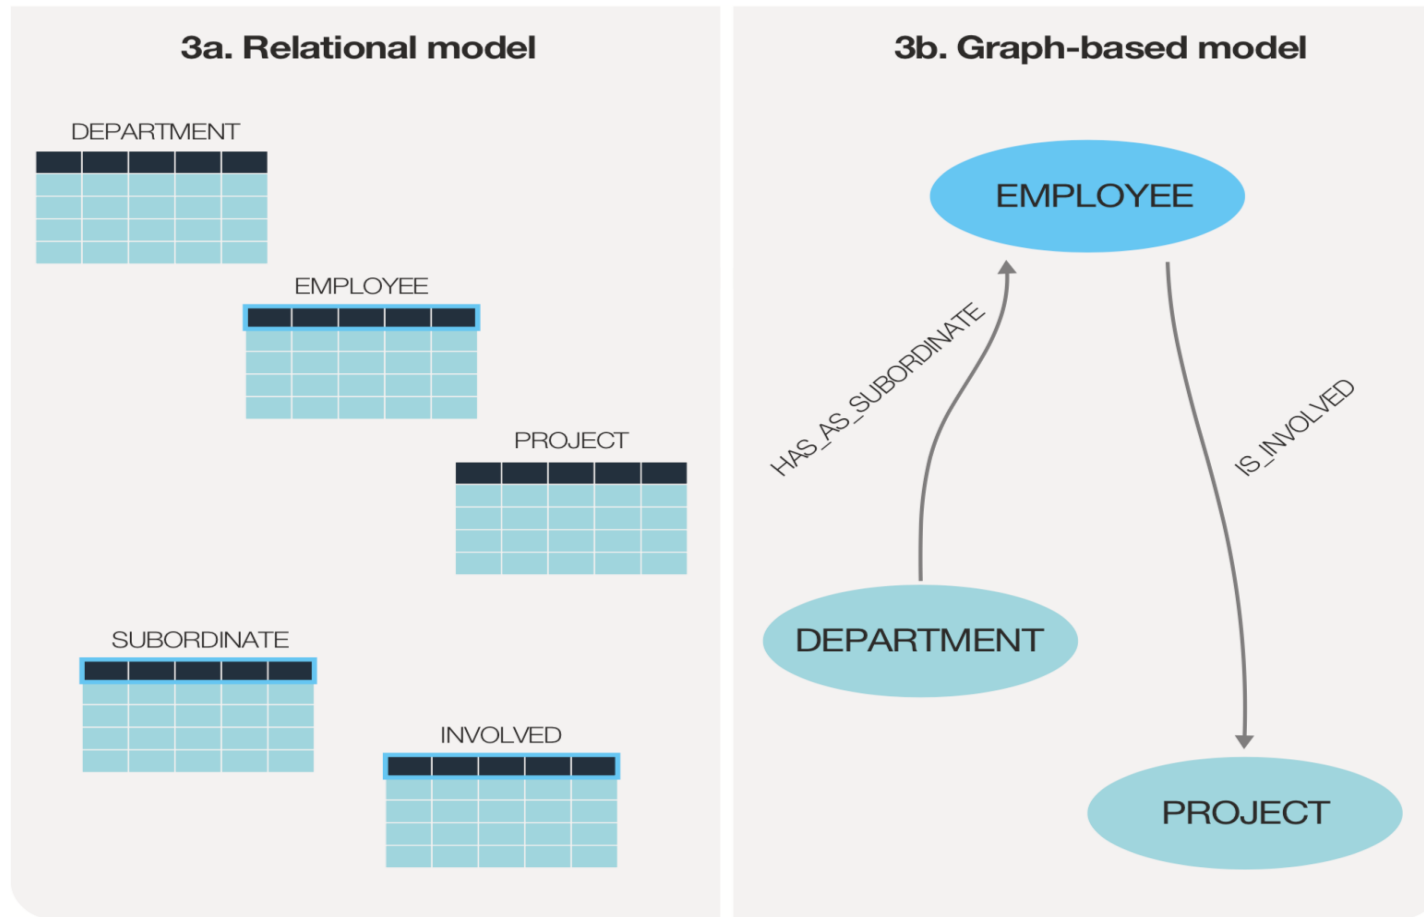 3a. Relational model
DEPARTMENT
EMPLOYEE
PROJECT
SUBORDINATE
INVOLVED
3b. Graph-based model
EMPLOYEE
HAS_AS_SUBORDINATE
IS_INVOLVED
DEPARTMENT
PROJECT